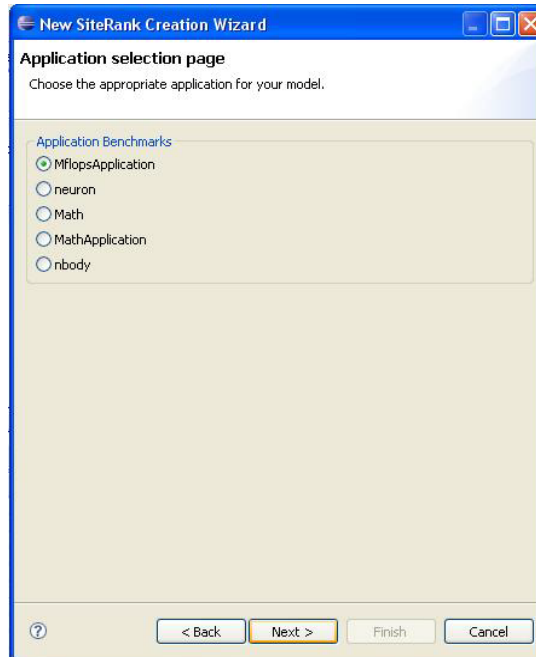 New SiteRank Creation Wizard
Application selection page
Choose the appropriate application for your model.
Application Benchmarks
MflopsApplication
neuron
Math
MathApplication
nbody
? < Back Next > Finish Cancel